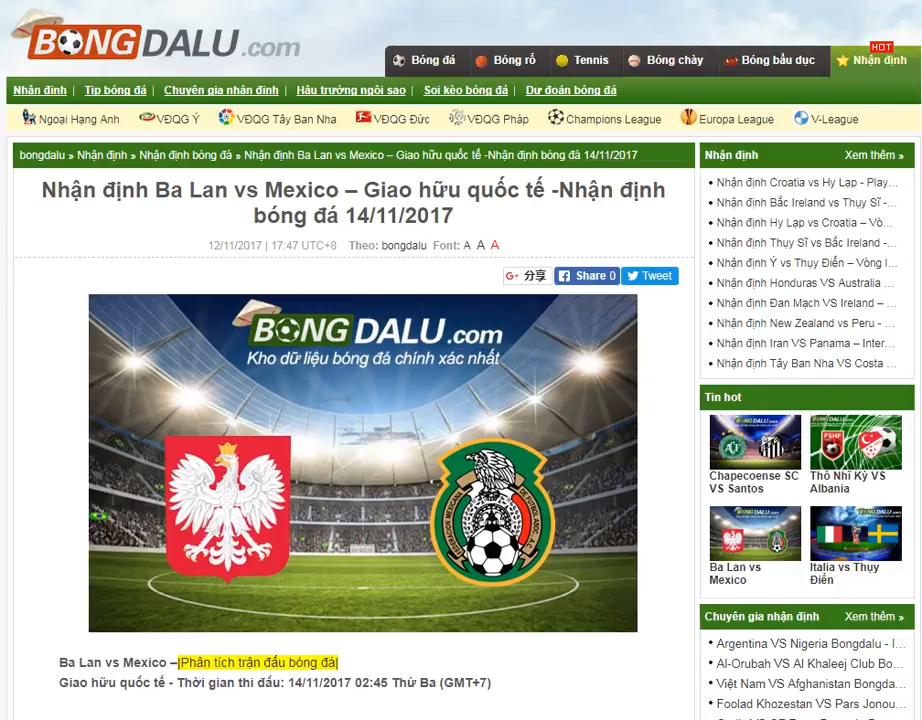 BONGDALU.com
Bóng đá
Bóng rổ
Tennis
Bóng chày
Bóng bầu dục
HOT
Nhận định
Nhận định | Tip bóng đá | Chuyên gia nhận định | Hậu trường ngôi sao | Soi kèo bóng đá | Dự đoán bóng đá
Ngoại Hạng Anh VĐQG Ý VĐQG Tây Ban Nha VĐQG Đức VĐQG Pháp Champions League Europa League V-League
bongdalu » Nhận định » Nhận định bóng đá » Nhận định Ba Lan vs Mexico – Giao hữu quốc tế -Nhận định bóng đá 14/11/2017
Nhận định Ba Lan vs Mexico – Giao hữu quốc tế -Nhận định
bóng đá 14/11/2017
12/11/2017 | 17:47 UTC+8 Theo: bongdalu Font: A A A
G+ 分享
Share 0
Tweet
BONGDALU.com
Kho dữ liệu bóng đá chính xác nhất
Ba Lan vs Mexico –|Phân tích trận đấu bóng đá|
Giao hữu quốc tế - Thời gian thi đấu: 14/11/2017 02:45 Thứ Ba (GMT+7)
Nhận định Xem thêm »
Nhận định Croatia vs Hy Lạp - Play...
Nhận định Bắc Ireland vs Thụy Sĩ -...
Nhận định Hy Lạp vs Croatia – Vò...
Nhận định Thụy Sĩ vs Bắc Ireland -...
Nhận định Ý vs Thụy Điển – Vòng l...
Nhận định Honduras VS Australia ...
Nhận định Đan Mạch VS Ireland – ...
Nhận định New Zealand vs Peru - ...
Nhận định Iran VS Panama – Inter...
Nhận định Tây Ban Nha VS Costa ...
Tin hot
Chapecoense SC
VS Santos
Thổ Nhĩ Kỳ VS
Albania
Ba Lan vs
Mexico
Italia vs Thụy
Điển
Chuyên gia nhận định Xem thêm »
Argentina VS Nigeria Bongdalu - I...
Al-Orubah VS Al Khaleej Club Bo...
Việt Nam VS Afghanistan Bongda...
Foolad Khozestan VS Pars Jonou...